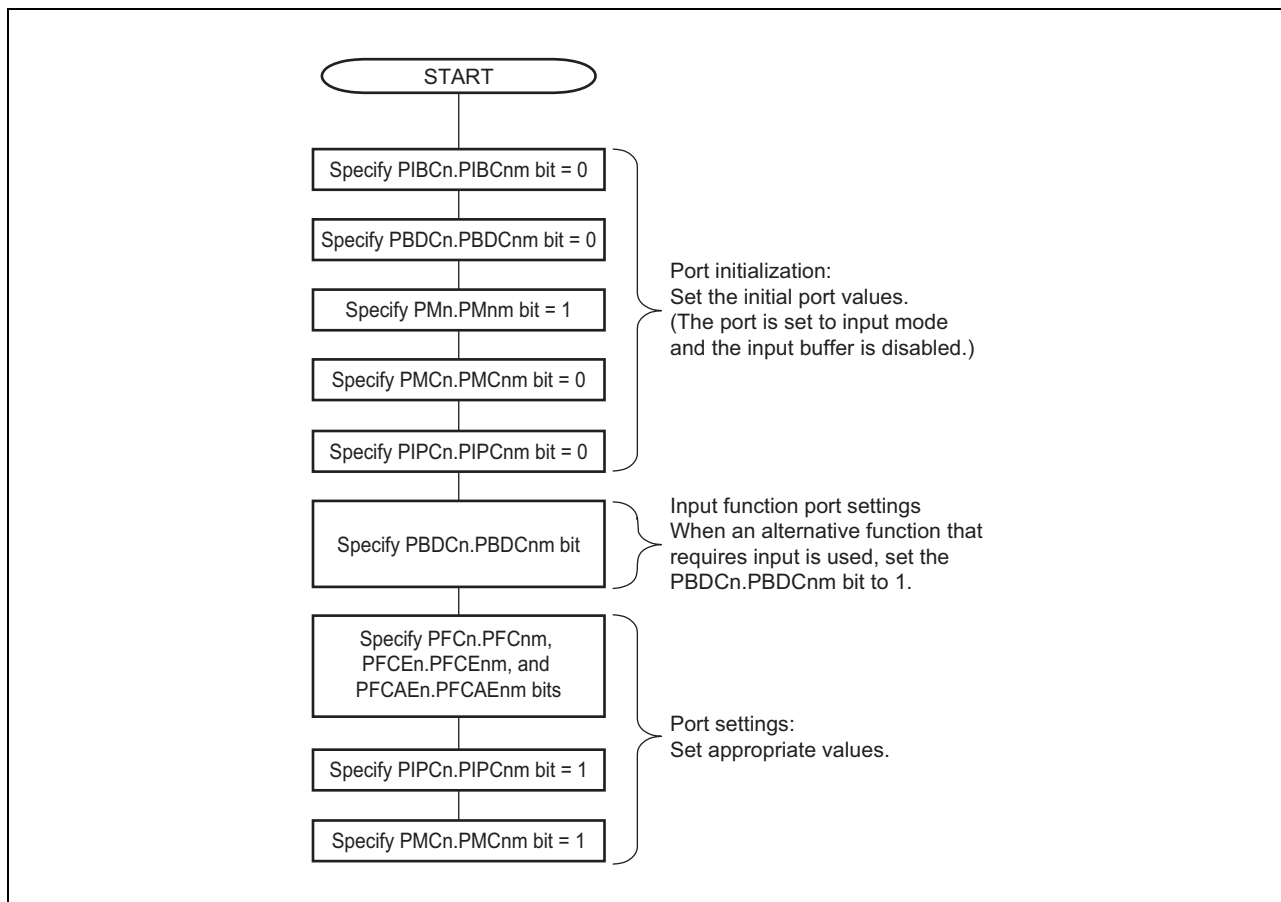 START
Specify PIBCn.PIBCnm bit = 0
Specify PBDCn.PBDCnm bit = 0
Specify PMn.PMnm bit = 1
Specify PMCn.PMCnm bit = 0
Specify PIPCn.PIPCnm bit = 0
Port initialization:
Set the initial port values.
(The port is set to input mode
and the input buffer is disabled.)
Specify PBDCn.PBDCnm bit
Input function port settings
When an alternative function that
requires input is used, set the
PBDCn.PBDCnm bit to 1.
Specify PFCn.PFCnm,
PFCEn.PFCEnm, and
PFCAEn.PFCAEnm bits
Specify PIPCn.PIPCnm bit = 1
Specify PMCn.PMCnm bit = 1
Port settings:
Set appropriate values.